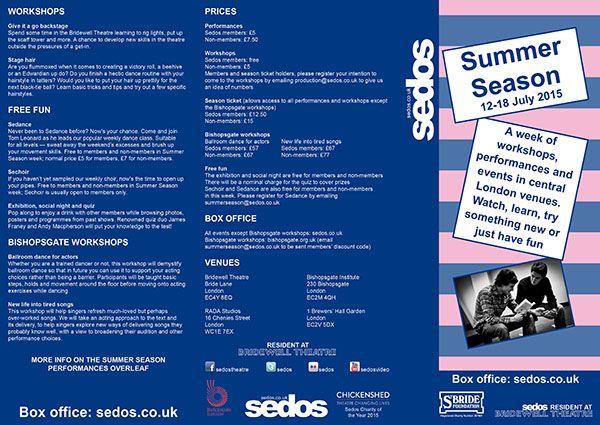 WORKSHOPS
Give it a go backstage
Spend some time in the Bridewell Theatre learning to rig lights, put up
the scaff tower and more. A chance to develop new skills in the theatre
outside the pressures of a get-in.
Stage hair
Are you flummoxed when it comes to creating a victory roll, a beehive
or an Edwardian up do? Do you finish a hectic dance routine with your
hairstyle in tatters? Would you like to put your hair up prettily for the
next black-tie ball? Learn basic tricks and tips and try out a few specific
hairstyles.
FREE FUN
Sedance
Never been to Sedance before? Now's your chance. Come and join
Tom Leonard as he leads our popular weekly dance class. Suitable
for all levels — sweat away the weekend's excesses and brush up
your movement skills. Free to members and non-members in Summer
Season week; normal price £5 for members, £7 for non-members.
Sechoir
If you haven't yet sampled our weekly choir, now's the time to open up
your pipes. Free to members and non-members in Summer Season
week; Sechoir is usually open to members only.
Exhibition, social night and quiz
Pop along to enjoy a drink with other members while browsing photos,
posters and programmes from past shows. Renowned quiz duo James
Franey and Andy Macpherson will put your knowledge to the test!
BISHOPSGATE WORKSHOPS
Ballroom dance for actors
Whether you are a trained dancer or not, this workshop will demystify
ballroom dance so that in future you can use it to support your acting
choices rather than being a barrier. Participants will be taught basic
steps, holds and movement around the floor before moving onto acting
exercises while dancing.
New life into tired songs
This workshop will help singers refresh much-loved but perhaps
over-worked songs. We will take an acting approach to the text and
its delivery, to help singers explore new ways of delivering songs they
probably know well, with a view to broadening their audition and other
performance choices.
MORE INFO ON THE SUMMER SEASON
PERFORMANCES OVERLEAF
Box office: sedos.co.uk
PRICES
Performances
Sedos members: £5
Non-members: £7.50
Workshops
Sedos members: free
Non-members: £5
Members and season ticket holders, please register your intention to
come to the workshops by emailing production@sedos.co.uk to give us
an idea of numbers
Season ticket (allows access to all performances and workshops except
the Bishopsgate workshops)
Sedos members: £12.50
Non-members: £15
Bishopsgate workshops
Ballroom dance for actors New life into tired songs
Sedos members: £57 Sedos members: £67
Non-members: £67 Non-members: £77
Free fun
The exhibition and social night are free for members and non-members
There will be a nominal charge for the quiz to cover prizes
Sechoir and Sedance are also free for members and non-members
in this week. Please register for Sedance by emailing
summerseason@sedos.co.uk
BOX OFFICE
All events except Bishopsgate workshops: sedos.co.uk
Bishopsgate workshops: bishopsgate.org.uk (email
summerseason@sedos.co.uk to be sent members' discount code)
VENUES
Bridewell Theatre
Bride Lane
London
EC4Y 8EQ
Bishopsgate Institute
230 Bishopsgate
London
EC2M 4QH
RADA Studios
16 Chenies Street
London
WC1E 7EX
1 Brewers' Hall Garden
London
EC2V 5DX
RESIDENT AT
BRIDEWELL THEATRE
sedostheatre sedos sedos sedosvideo
Bishopsgate
Institute
sedos.co.uk
sedos
CHICKENSHED
THEATRE CHANGING LIVES
Sedos Charity of
the Year 2015
sedos.co.uk
sedos
Summer
Season
12-18 July 2015
A week of
workshops,
performances and
events in central
London venues.
Watch, learn, try
something new or
just have fun
Box office: sedos.co.uk
ST BRIDE
FOUNDATION
sedos RESIDENT AT
BRIDEWELL THEATRE